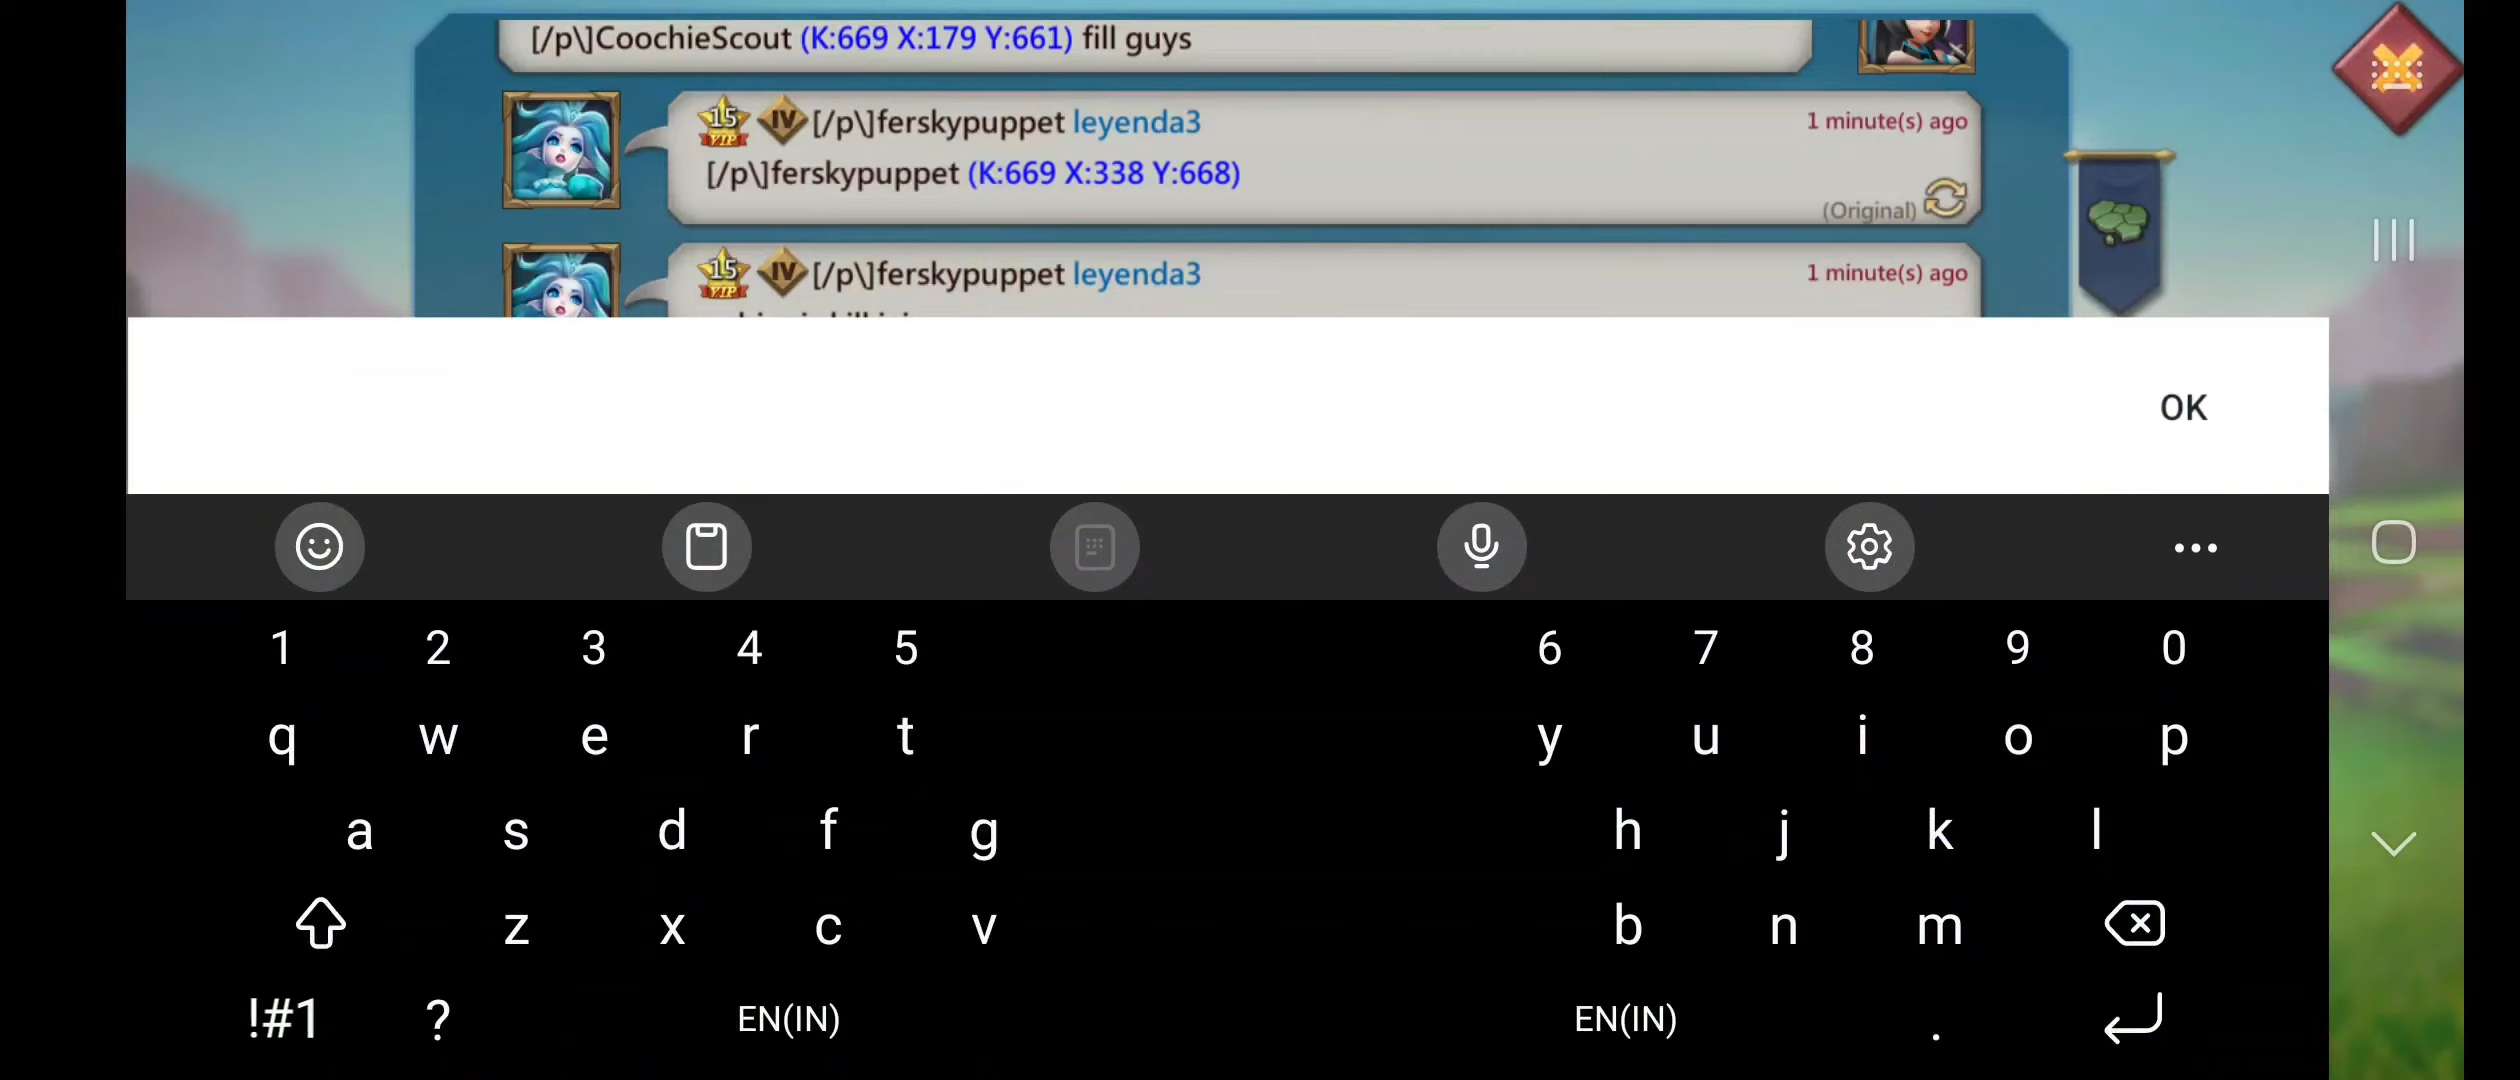 [/p\]CoochieScout (K:669 X:179 Y:661) fill guys
15 VIP IV [/p\]ferskypuppet leyenda3 1 minute(s) ago
[/p\]ferskypuppet (K:669 X:338 Y:668)
(Original)
15 VIP IV [/p\]ferskypuppet leyenda3 1 minute(s) ago
OK
1 2 3 4 5 6 7 8 9 0
q w e r t y u i o p
a s d f g h j k l
z x c v b n m
!#1 ? EN(IN) EN(IN) .